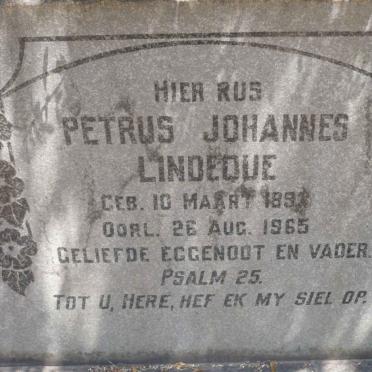 HIER RUS
PETRUS JOHANNES
LINDEQUE
GEB. 10 MAART
OORL. 26 AUG. 1965
GELIEFDE EGGENOOT EN VADER.
PSALM 25.
TOT U, HERE, HEF EK MY SIEL OP.